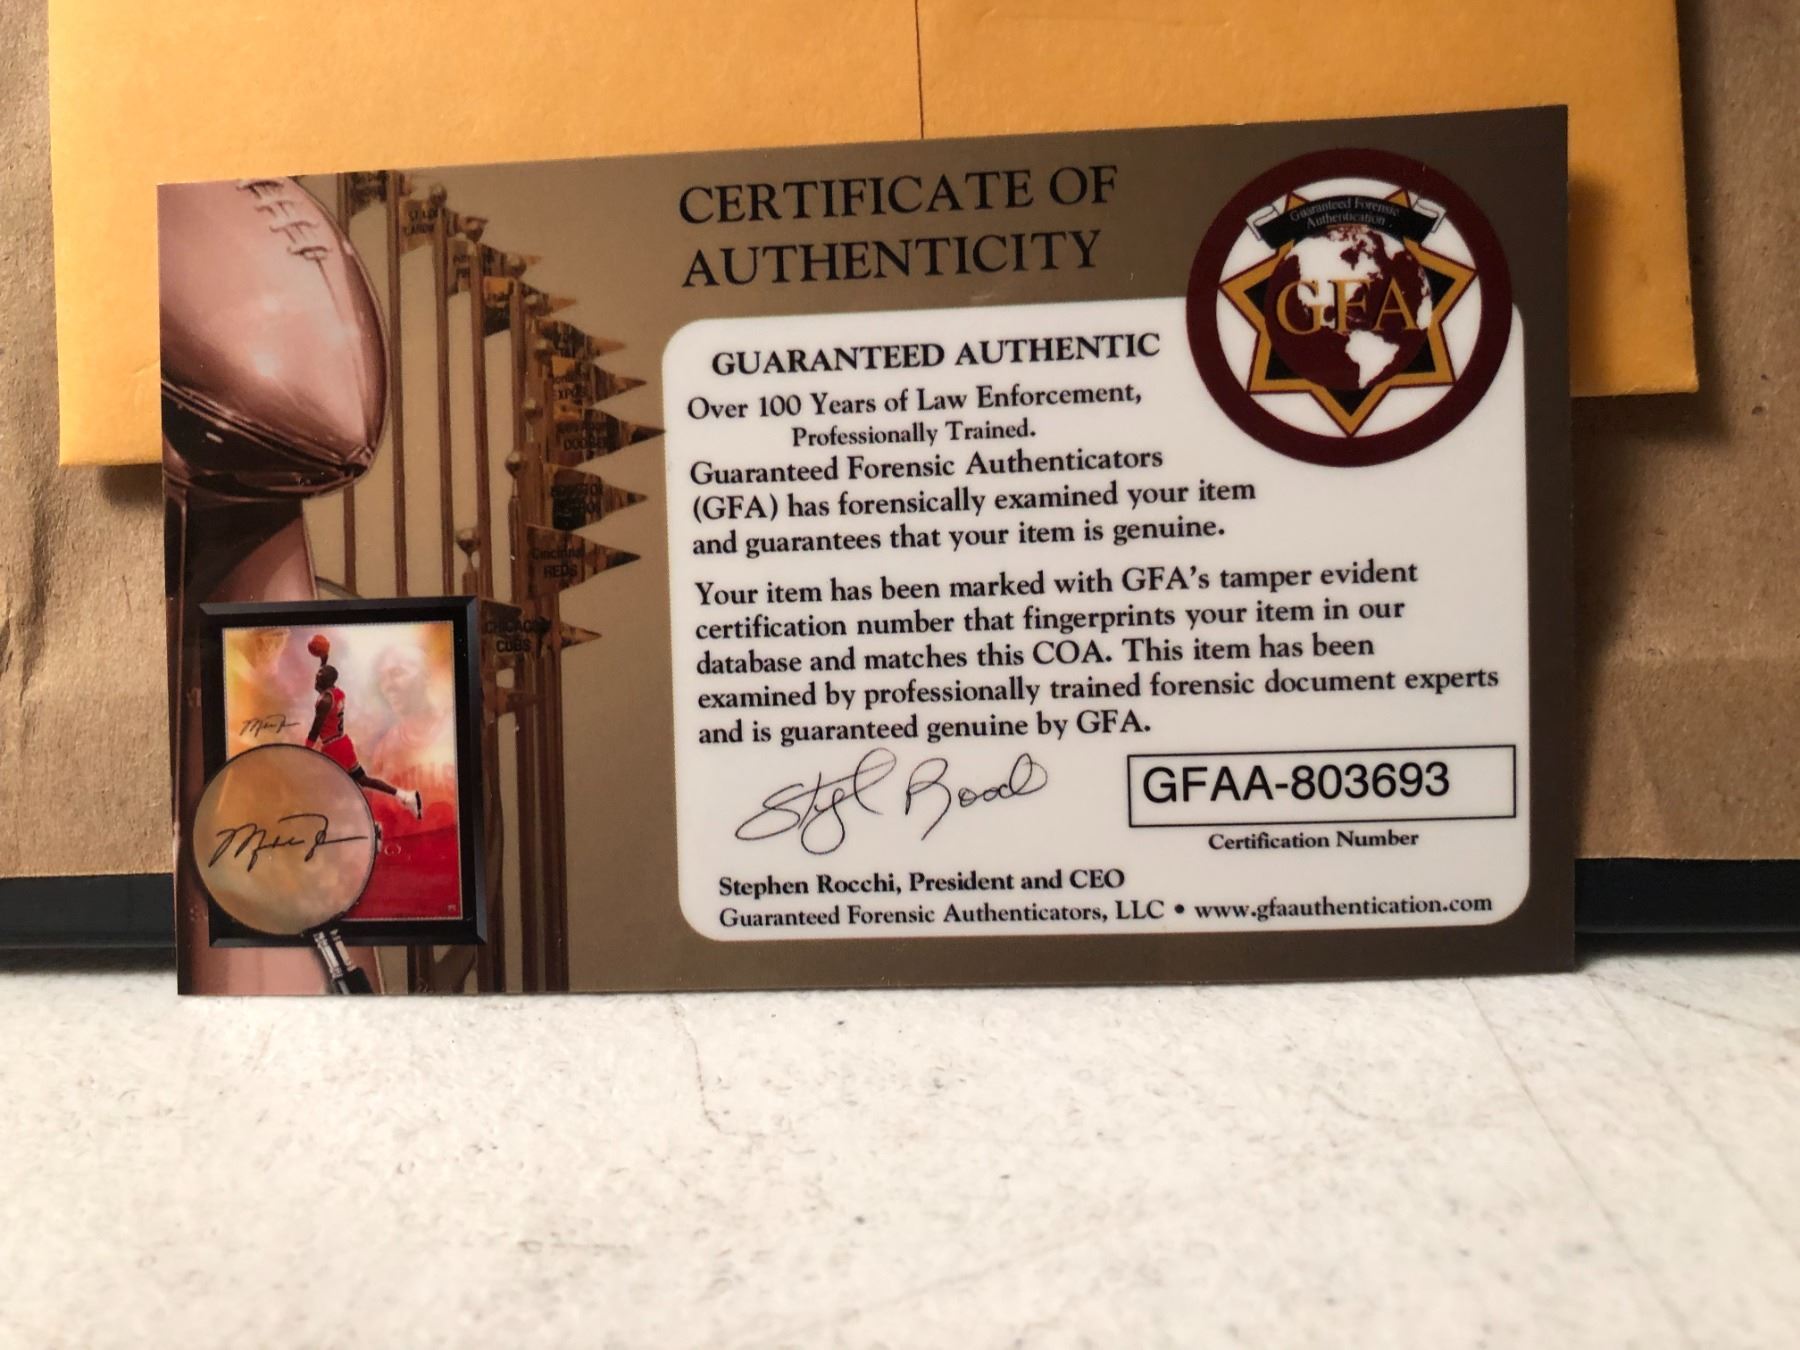 CERTIFICATE OF
AUTHENTICITY
Guaranteed Forensic
Authentication
GFA
GUARANTEED AUTHENTIC
Over 100 Years of Law Enforcement,
Professionally Trained.
Guaranteed Forensic Authenticators
(GFA) has forensically examined your item
and guarantees that your item is genuine.
Your item has been marked with GFA's tamper evident
certification number that fingerprints your item in our
database and matches this COA. This item has been
examined by professionally trained forensic document experts
and is guaranteed genuine by GFA.
GFAA-803693
Certification Number
Stephen Rocchi, President and CEO
Guaranteed Forensic Authenticators, LLC • www.gfaauthentication.com
Cincinnati
REDS
CHICAGO
CUBS